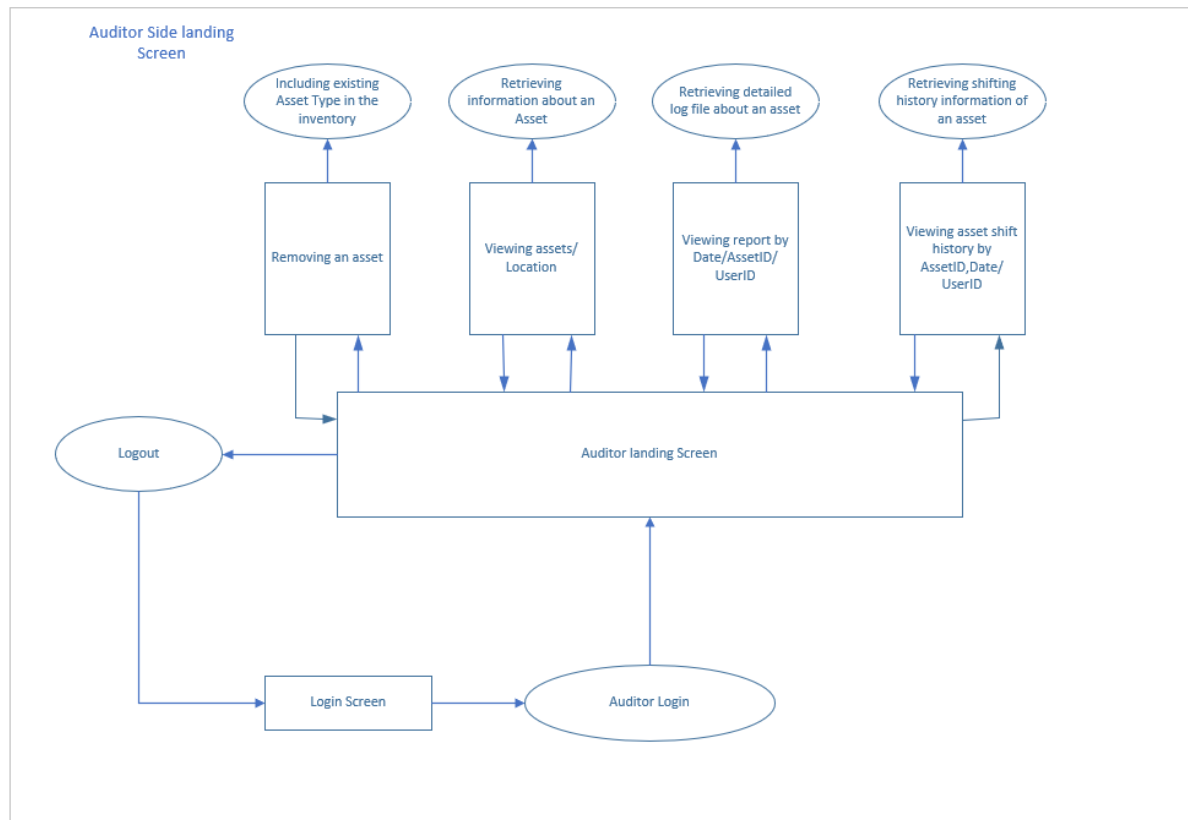 Auditor Side landing
Screen
Including existing
Asset Type in the
inventory
Retrieving
information about an
Asset
Retrieving detailed
log file about an asset
Retrieving shifting
history information of
an asset
Removing an asset
Viewing assets/
Location
Viewing report by
Date/AssetID/
UserID
Viewing asset shift
history by
AssetID,Date/
UserID
Logout
Auditor landing Screen
Login Screen
Auditor Login